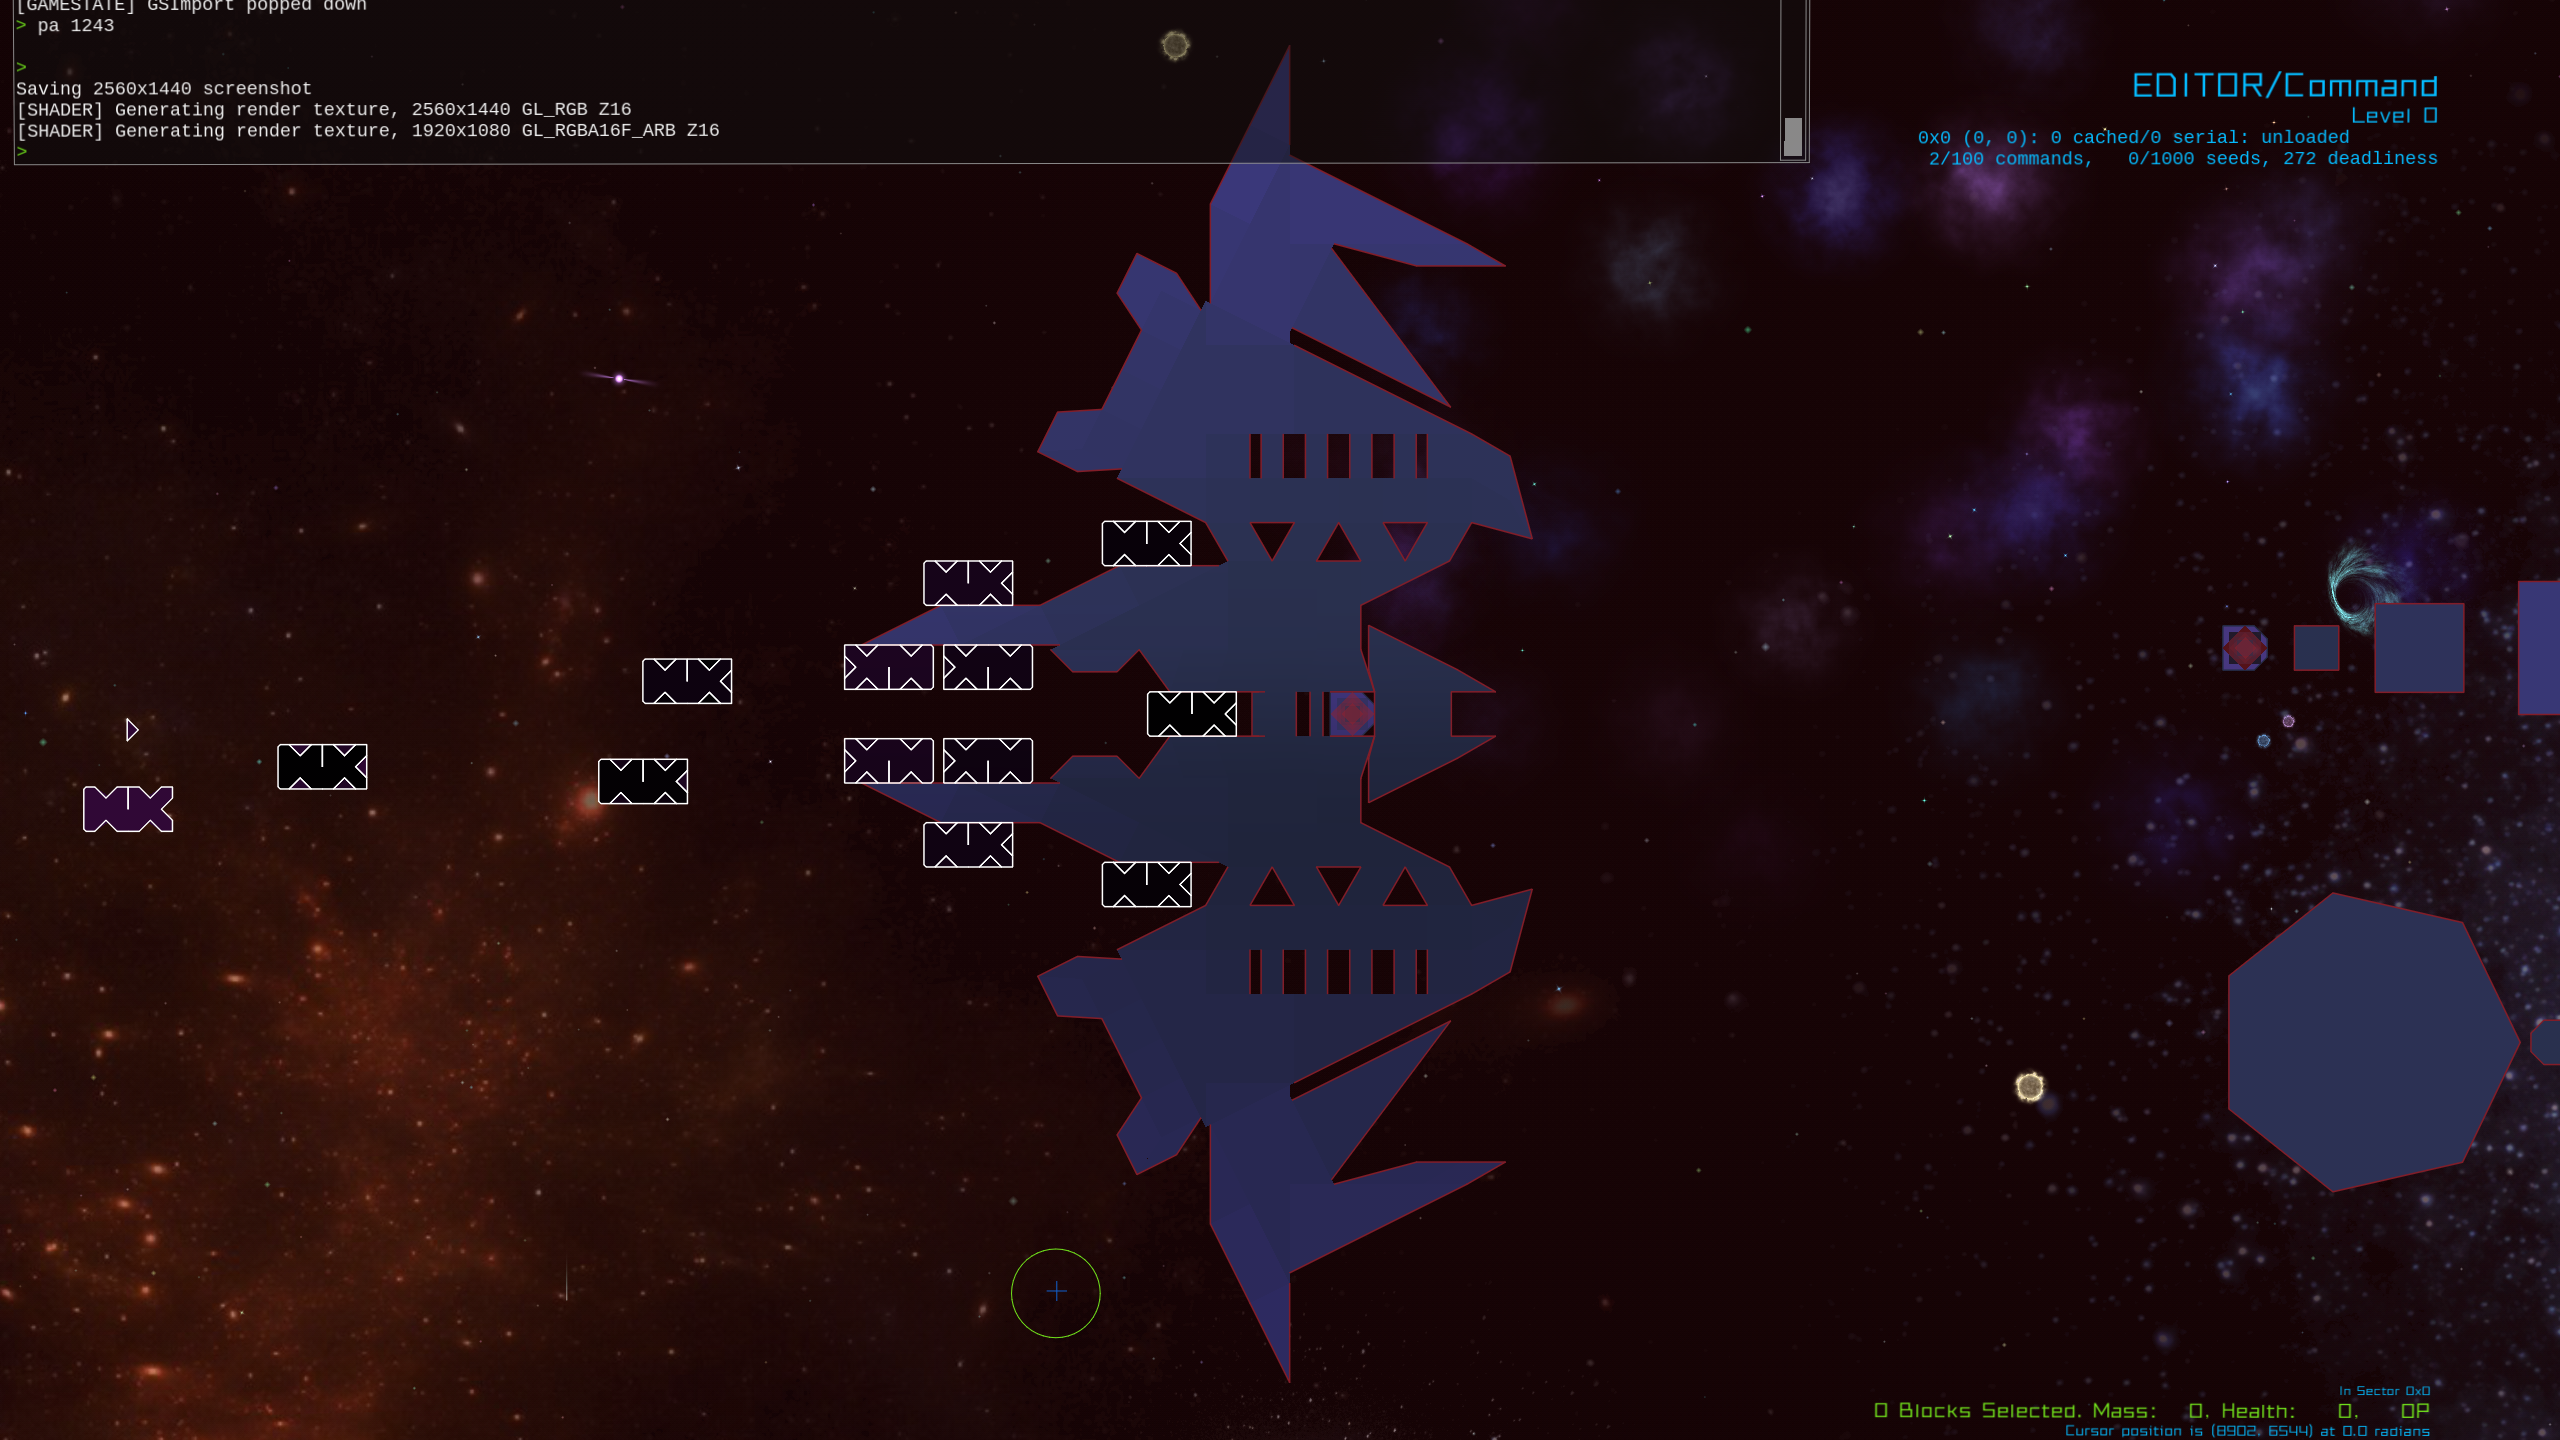 [GAMESTATE] GSImport popped down
> pa 1243
>
Saving 2560x1440 screenshot
[SHADER] Generating render texture, 2560x1440 GL_RGB Z16
[SHADER] Generating render texture, 1920x1080 GL_RGBA16F_ARB Z16
>
EDITOR/Command
Level 0
0x0 (0, 0): 0 cached/0 serial: unloaded
2/100 commands,   0/1000 seeds, 272 deadliness
In Sector 0x0
0 Blocks Selected. Mass:   0, Health:   0,   0P
Cursor position is (8902, 6544) at 0.0 radians